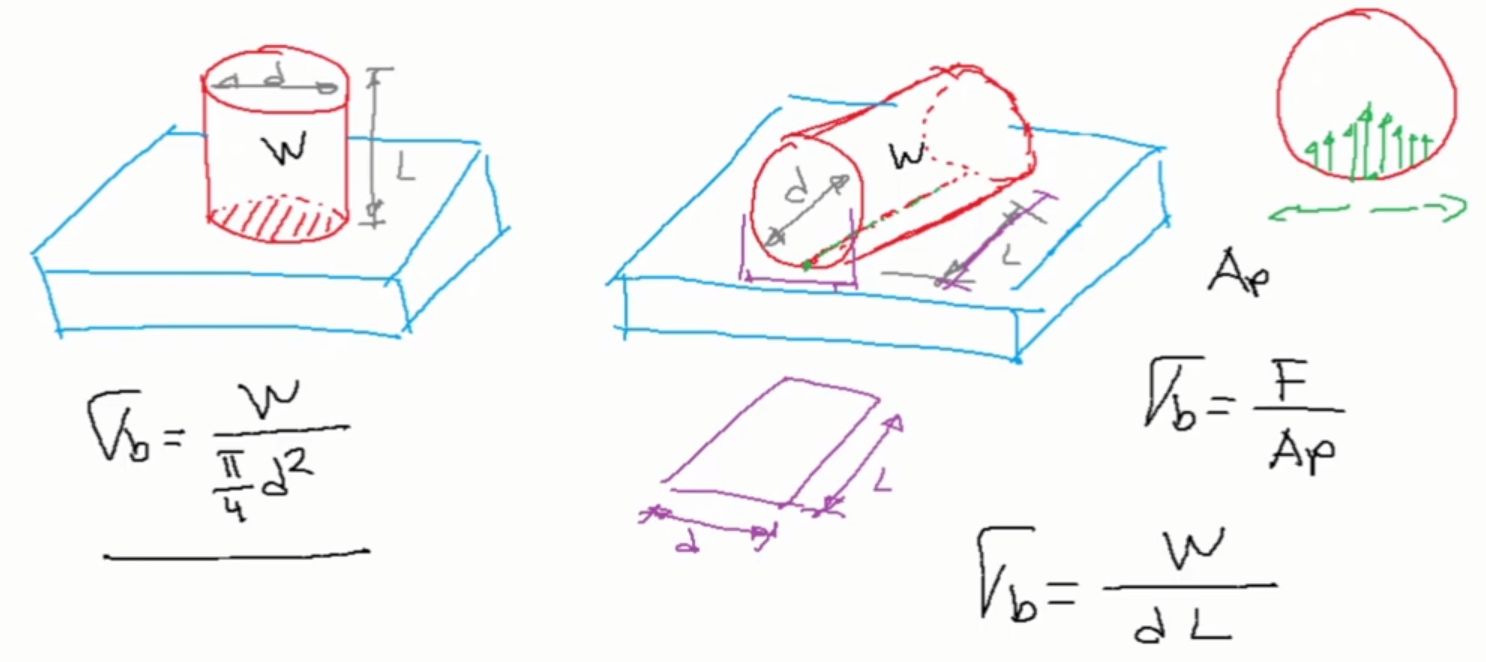 d
W
L
σb = W / (π/4 d²)
d
W
L
d
L
Ap
σb = F / Ap
σb = W / (d L)